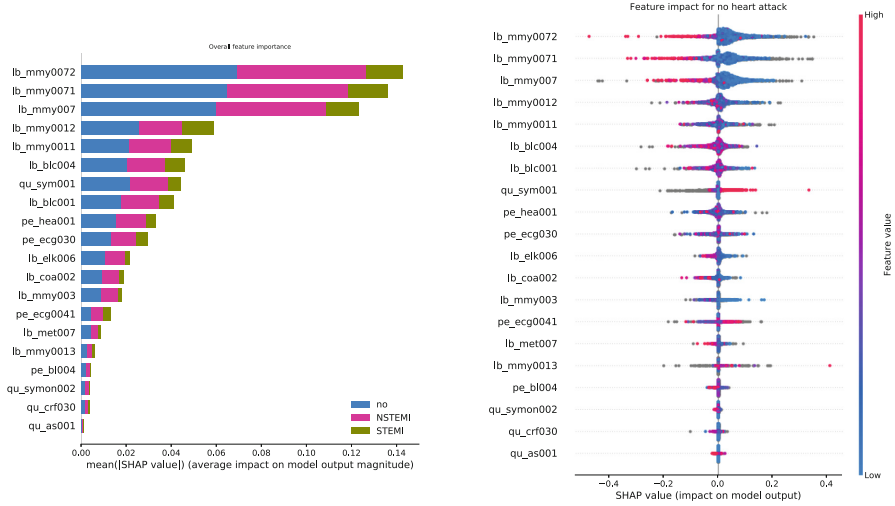 Overall feature importance
lb_mmy0072
lb_mmy0071
lb_mmy007
lb_mmy0012
lb_mmy0011
lb_blc004
qu_sym001
lb_blc001
pe_hea001
pe_ecg030
lb_elk006
lb_coa002
lb_mmy003
pe_ecg0041
lb_met007
lb_mmy0013
pe_bl004
qu_symon002
qu_crf030
qu_as001
no
NSTEMI
STEMI
0.00 0.02 0.04 0.06 0.08 0.10 0.12 0.14
mean(|SHAP value|) (average impact on model output magnitude)
Feature impact for no heart attack
lb_mmy0072
lb_mmy0071
lb_mmy007
lb_mmy0012
lb_mmy0011
lb_blc004
lb_blc001
qu_sym001
pe_hea001
pe_ecg030
lb_elk006
lb_coa002
lb_mmy003
pe_ecg0041
lb_met007
lb_mmy0013
pe_bl004
qu_symon002
qu_crf030
qu_as001
−0.4 −0.2 0.0 0.2 0.4
SHAP value (impact on model output)
High
Feature value
Low